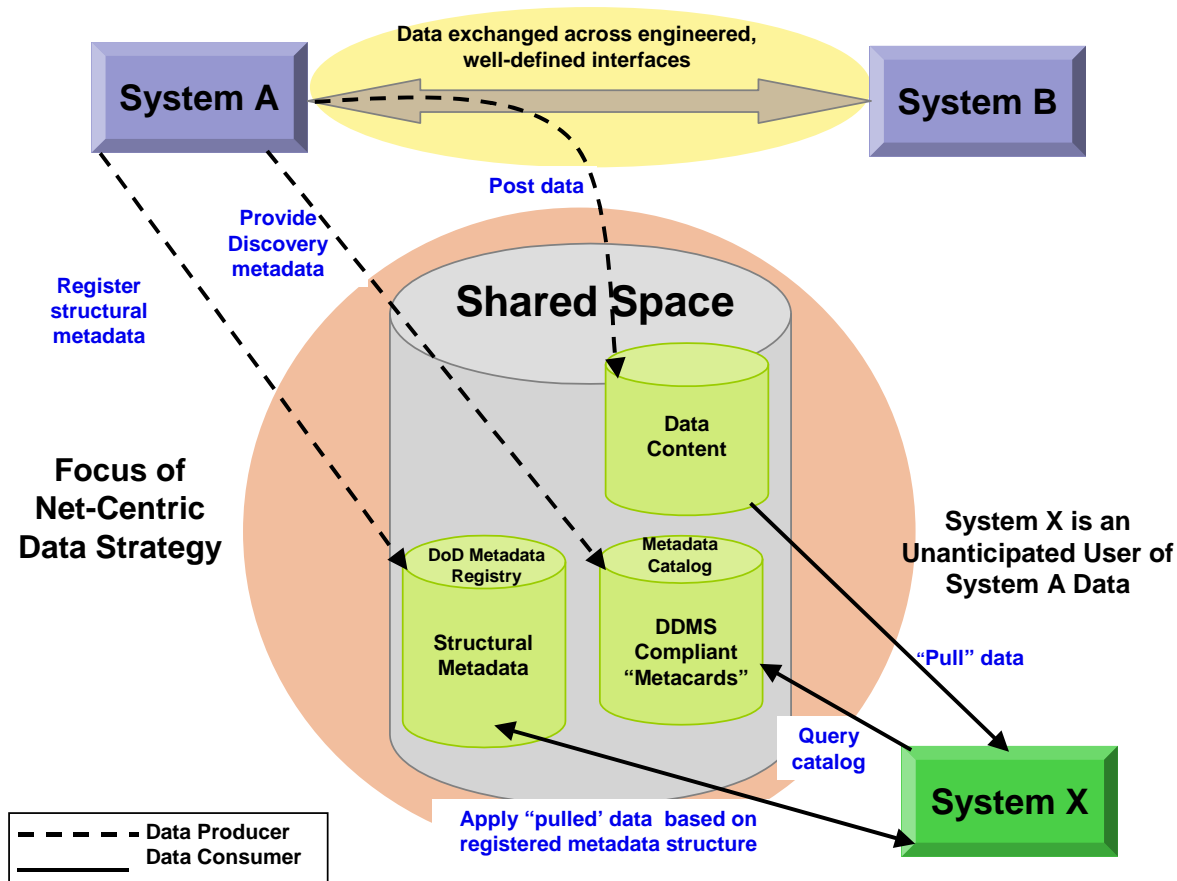 Data exchanged across engineered,
well-defined interfaces
System A
System B
Post data
Provide
Discovery
metadata
Register
structural
metadata
Shared Space
Data
Content
Focus of
Net-Centric
Data Strategy
System X is an
Unanticipated User of
System A Data
DoD Metadata
Registry
Structural
Metadata
Metadata
Catalog
DDMS
Compliant
“Metacards”
“Pull” data
Query
catalog
System X
Apply “pulled’ data based on
registered metadata structure
Data Producer
Data Consumer